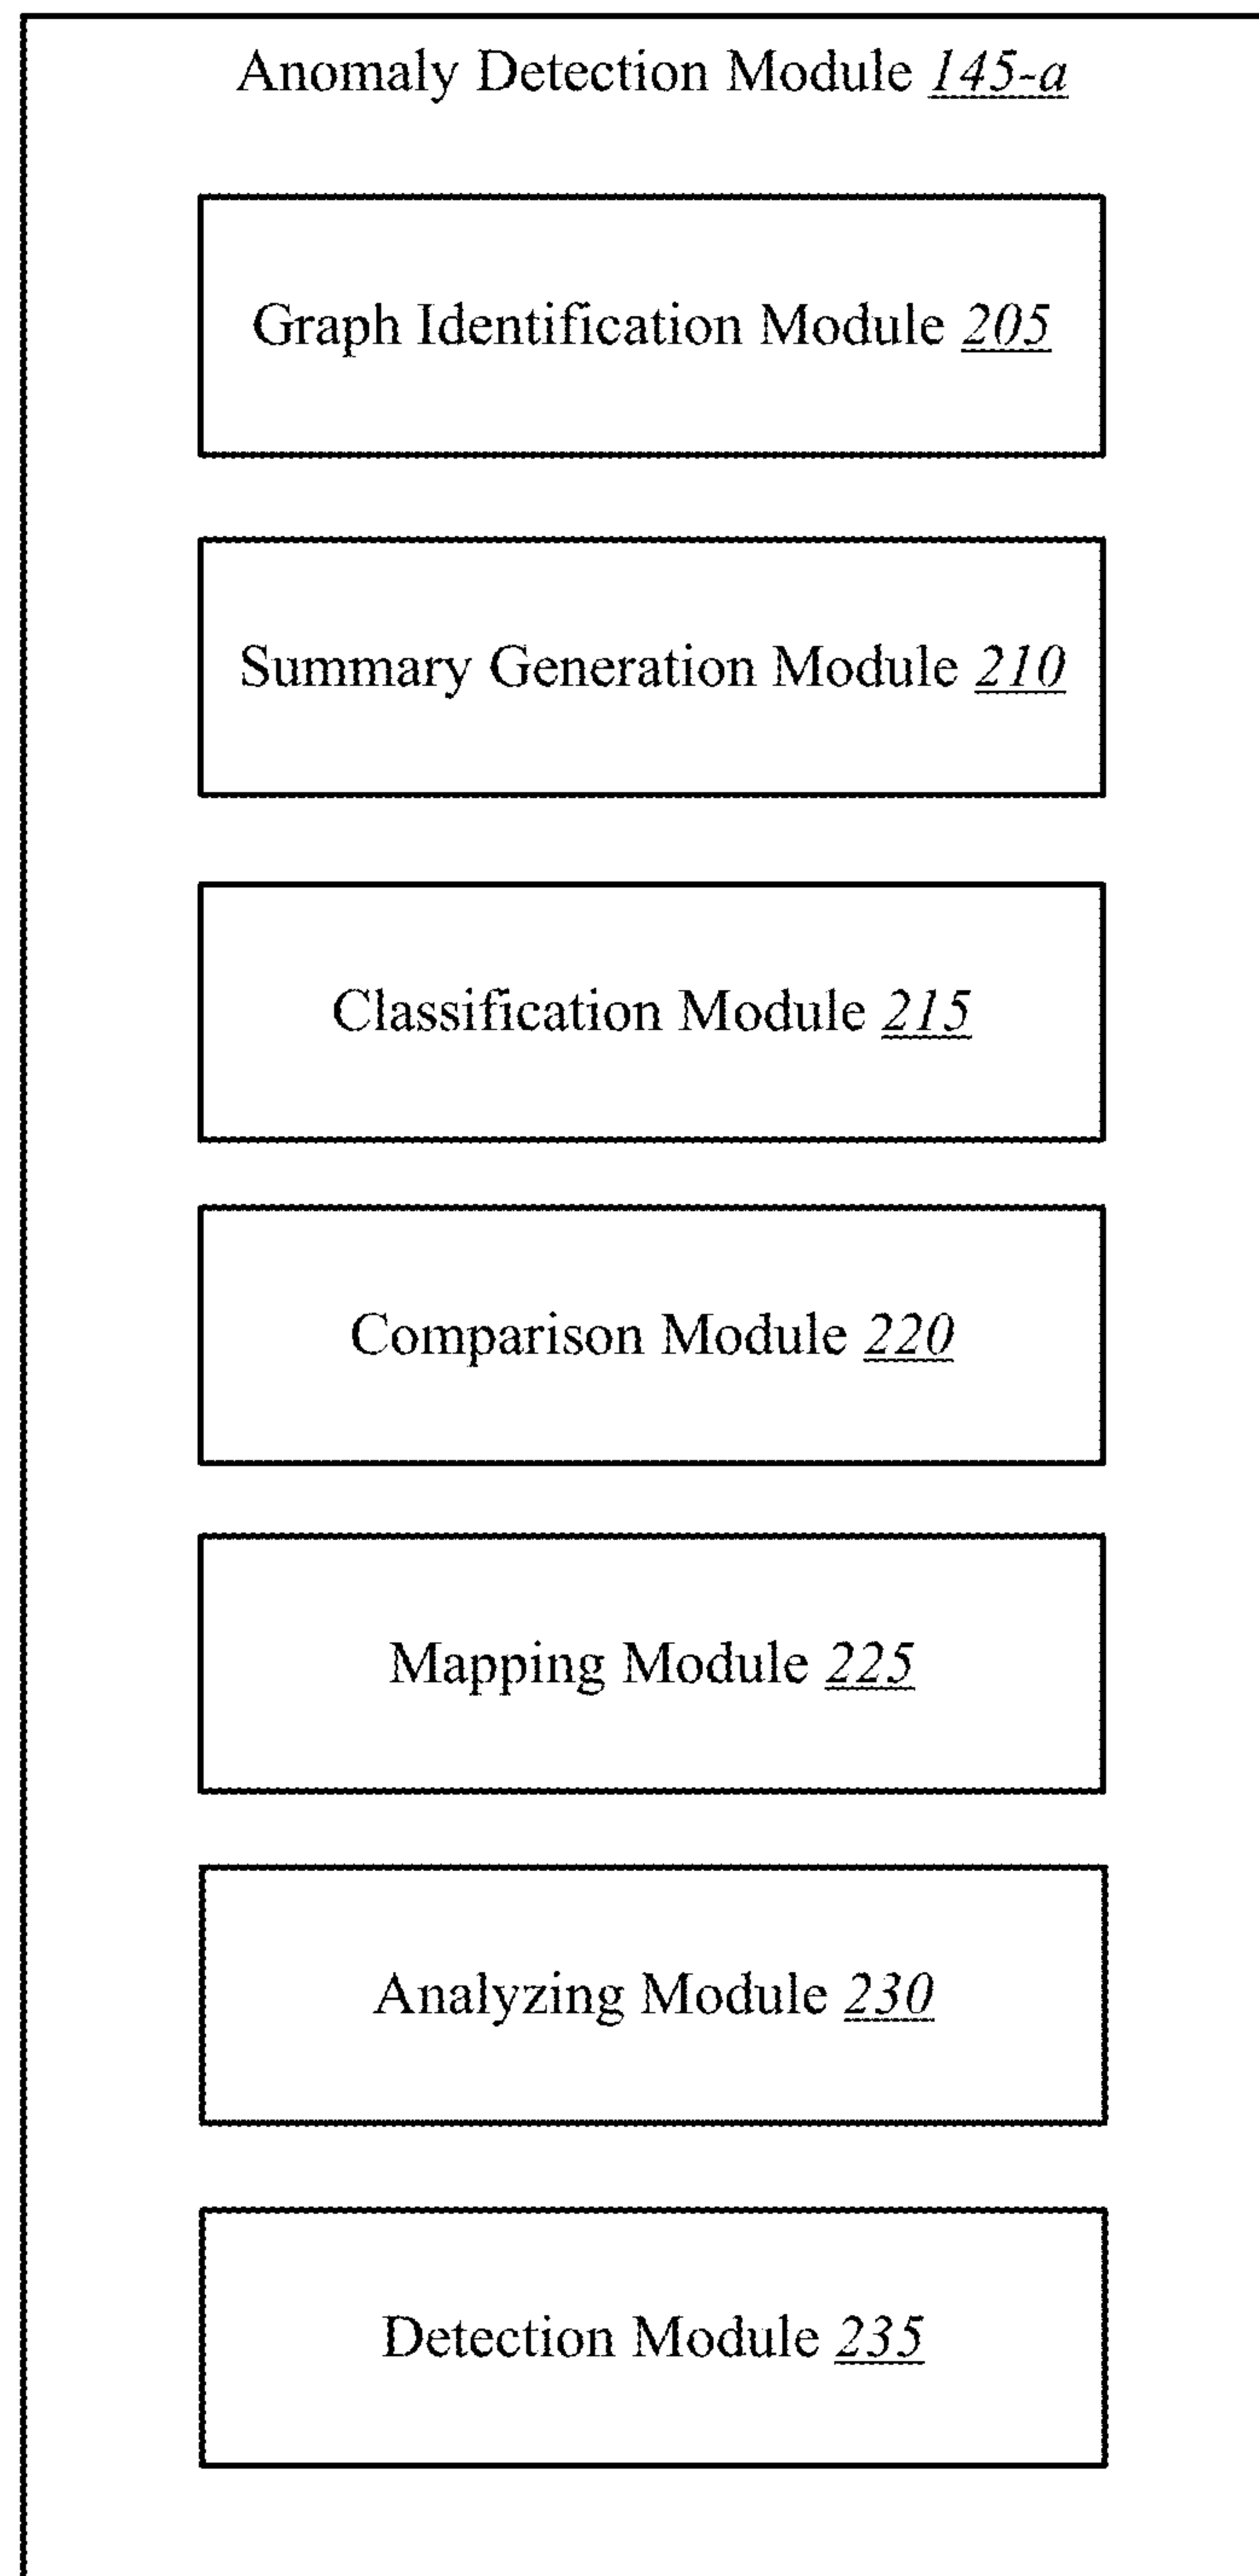 Anomaly Detection Module 145-a
Graph Identification Module 205
Summary Generation Module 210
Classification Module 215
Comparison Module 220
Mapping Module 225
Analyzing Module 230
Detection Module 235